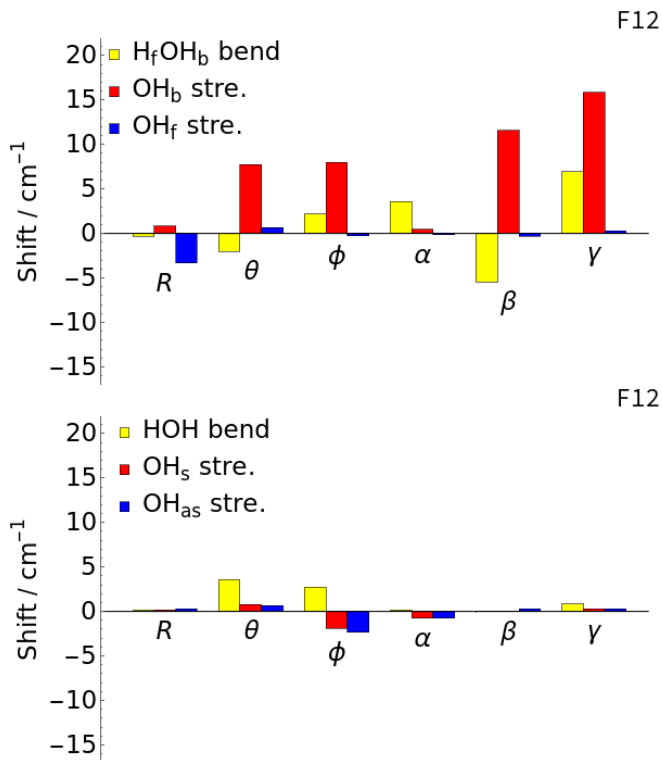 F12
20
H_fOH_b bend
15
OH_b stre.
10
OH_f stre.
5
0
−5
−10
−15
Shift / cm⁻¹
R
θ
ϕ
α
β
γ
F12
20
HOH bend
15
OH_s stre.
10
OH_as stre.
5
0
−5
−10
−15
Shift / cm⁻¹
R
θ
ϕ
α
β
γ